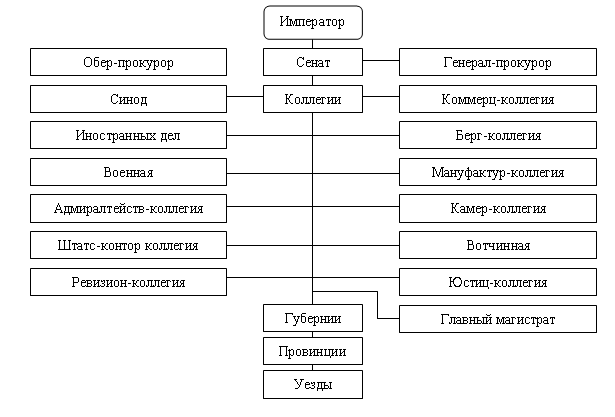 Император
Обер-прокурор
Сенат
Генерал-прокурор
Синод
Коллегии
Коммерц-коллегия
Иностранных дел
Берг-коллегия
Военная
Мануфактур-коллегия
Адмиралтейств-коллегия
Камер-коллегия
Штатс-контор коллегия
Вотчинная
Ревизион-коллегия
Юстиц-коллегия
Губернии
Главный магистрат
Провинции
Уезды